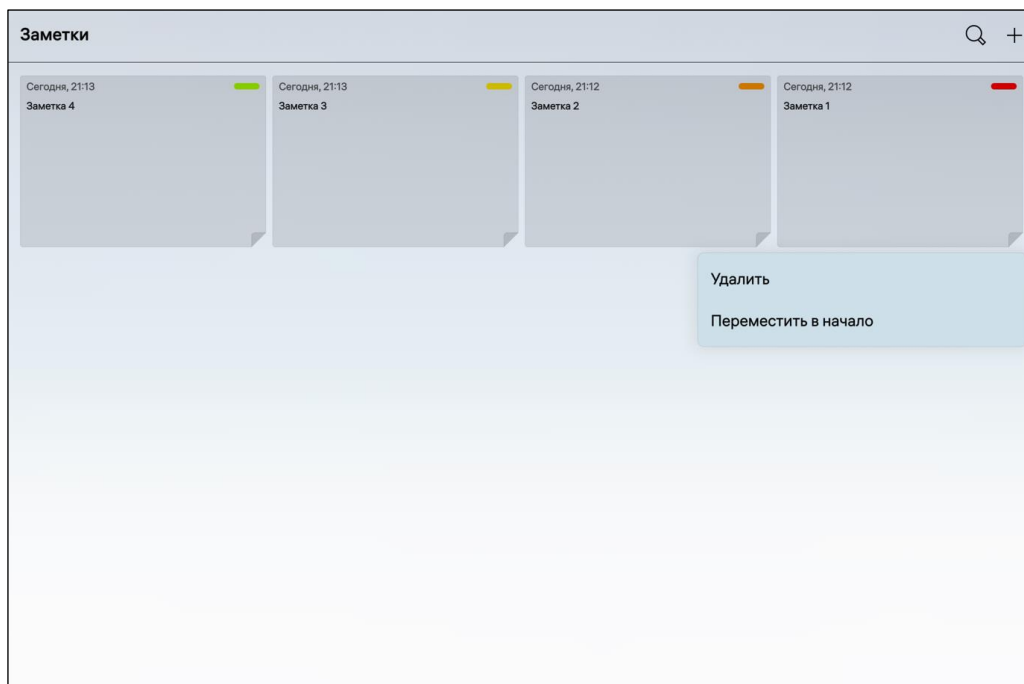 Заметки
Сегодня, 21:13
Заметка 4
Сегодня, 21:13
Заметка 3
Сегодня, 21:12
Заметка 2
Сегодня, 21:12
Заметка 1
Удалить
Переместить в начало